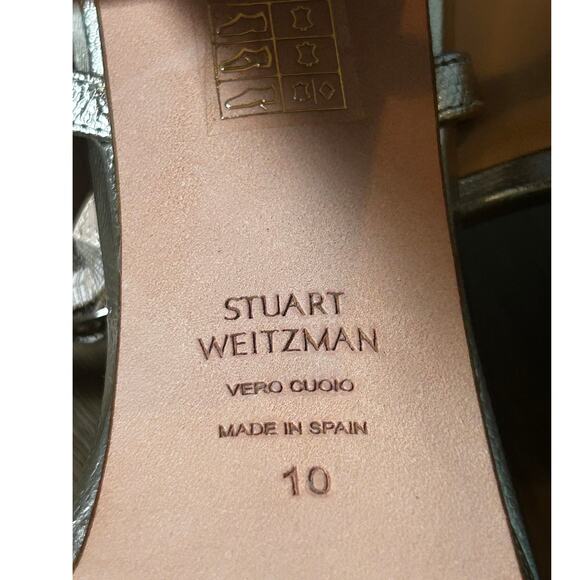 STUART
WEITZMAN
VERO CUOIO
MADE IN SPAIN
10